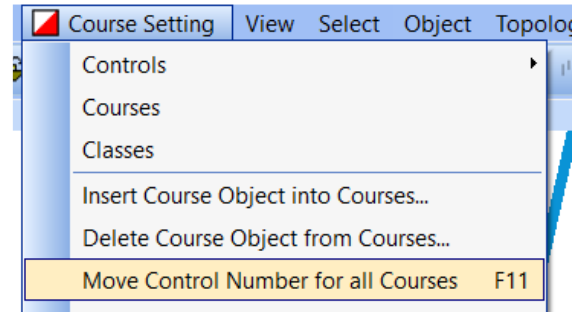 Course Setting View Select Object Topolog
Controls
Courses
Classes
Insert Course Object into Courses...
Delete Course Object from Courses...
Move Control Number for all Courses F11